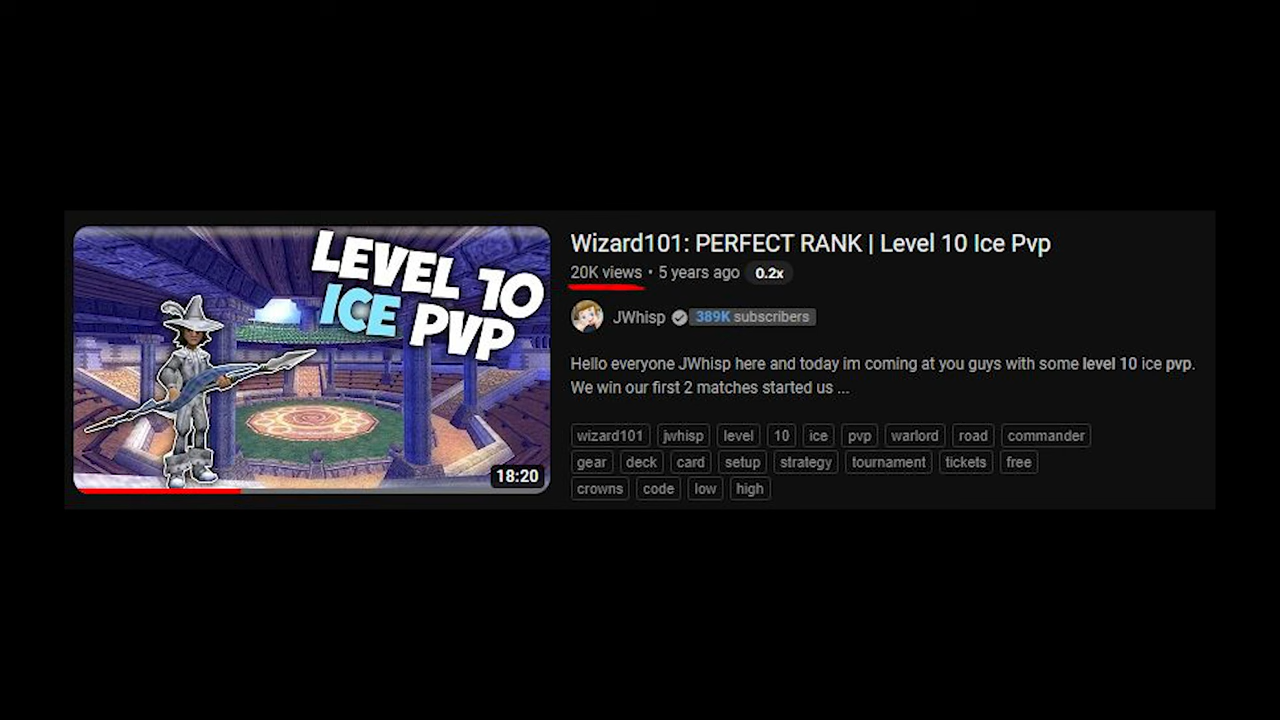 LEVEL 10
ICE PVP
18:20
Wizard101: PERFECT RANK | Level 10 Ice Pvp
20K views • 5 years ago 0.2x
JWhisp 389K subscribers
Hello everyone JWhisp here and today im coming at you guys with some level 10 ice pvp.
We win our first 2 matches started us ...
wizard101 jwhisp level 10 ice pvp warlord road commander
gear deck card setup strategy tournament tickets free
crowns code low high